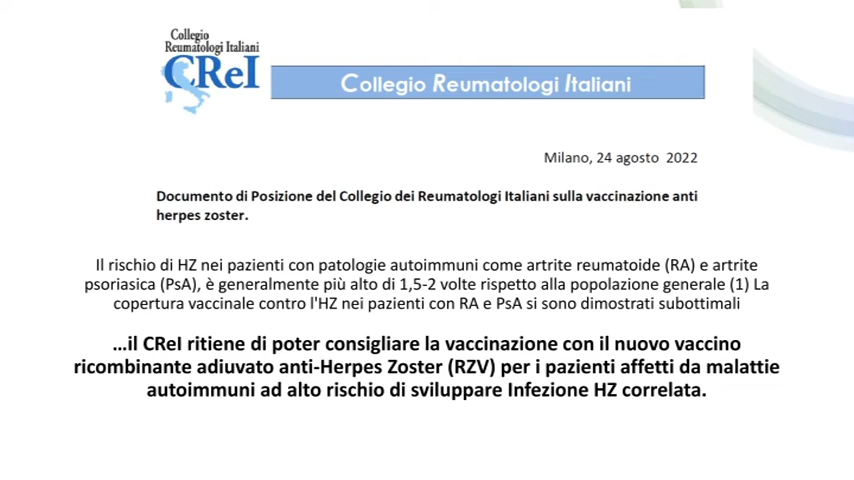 Collegio
Reumatologi Italiani
CReI
Collegio Reumatologi Italiani
Milano, 24 agosto 2022
Documento di Posizione del Collegio dei Reumatologi Italiani sulla vaccinazione anti
herpes zoster.
Il rischio di HZ nei pazienti con patologie autoimmuni come artrite reumatoide (RA) e artrite
psoriasica (PsA), è generalmente più alto di 1,5-2 volte rispetto alla popolazione generale (1) La
copertura vaccinale contro l'HZ nei pazienti con RA e PsA si sono dimostrati subottimali
...il CReI ritiene di poter consigliare la vaccinazione con il nuovo vaccino
ricombinante adiuvato anti-Herpes Zoster (RZV) per i pazienti affetti da malattie
autoimmuni ad alto rischio di sviluppare Infezione HZ correlata.